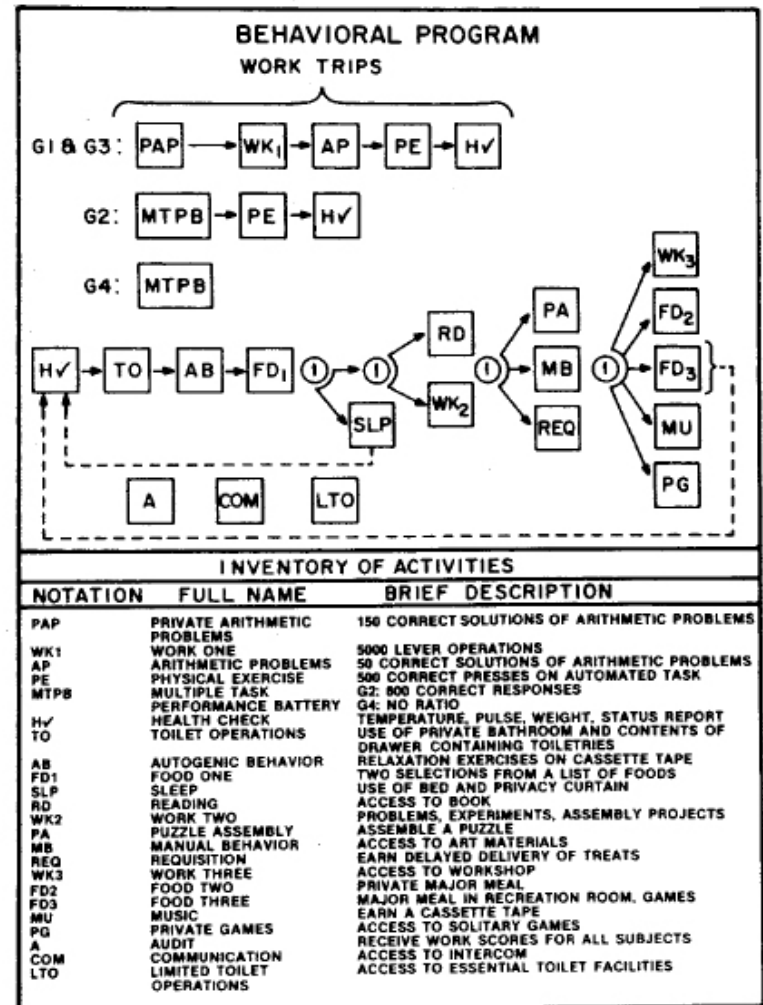 BEHAVIORAL PROGRAM
WORK TRIPS
G1 & G3: PAP WK1 AP PE H✓
G2: MTPB PE H✓
G4: MTPB
WK3
PA
FD2
RD
H✓ TO AB FD1 1 1 1 MB 1 FD3
WK2
SLP REQ MU
PG
A COM LTO
INVENTORY OF ACTIVITIES
NOTATION FULL NAME BRIEF DESCRIPTION
PAP PRIVATE ARITHMETIC 150 CORRECT SOLUTIONS OF ARITHMETIC PROBLEMS
PROBLEMS
WK1 WORK ONE 5000 LEVER OPERATIONS
AP ARITHMETIC PROBLEMS 50 CORRECT SOLUTIONS OF ARITHMETIC PROBLEMS
PE PHYSICAL EXERCISE 500 CORRECT PRESSES ON AUTOMATED TASK
MTPB MULTIPLE TASK G2: 800 CORRECT RESPONSES
PERFORMANCE BATTERY G4: NO RATIO
H✓ HEALTH CHECK TEMPERATURE, PULSE, WEIGHT, STATUS REPORT
TO TOILET OPERATIONS USE OF PRIVATE BATHROOM AND CONTENTS OF
DRAWER CONTAINING TOILETRIES
AB AUTOGENIC BEHAVIOR RELAXATION EXERCISES ON CASSETTE TAPE
FD1 FOOD ONE TWO SELECTIONS FROM A LIST OF FOODS
SLP SLEEP USE OF BED AND PRIVACY CURTAIN
RD READING ACCESS TO BOOK
WK2 WORK TWO PROBLEMS, EXPERIMENTS, ASSEMBLY PROJECTS
PA PUZZLE ASSEMBLY ASSEMBLE A PUZZLE
MB MANUAL BEHAVIOR ACCESS TO ART MATERIALS
REQ REQUISITION EARN DELAYED DELIVERY OF TREATS
WK3 WORK THREE ACCESS TO WORKSHOP
FD2 FOOD TWO PRIVATE MAJOR MEAL
FD3 FOOD THREE MAJOR MEAL IN RECREATION ROOM, GAMES
MU MUSIC EARN A CASSETTE TAPE
PG PRIVATE GAMES ACCESS TO SOLITARY GAMES
A AUDIT RECEIVE WORK SCORES FOR ALL SUBJECTS
COM COMMUNICATION ACCESS TO INTERCOM
LTO LIMITED TOILET ACCESS TO ESSENTIAL TOILET FACILITIES
OPERATIONS